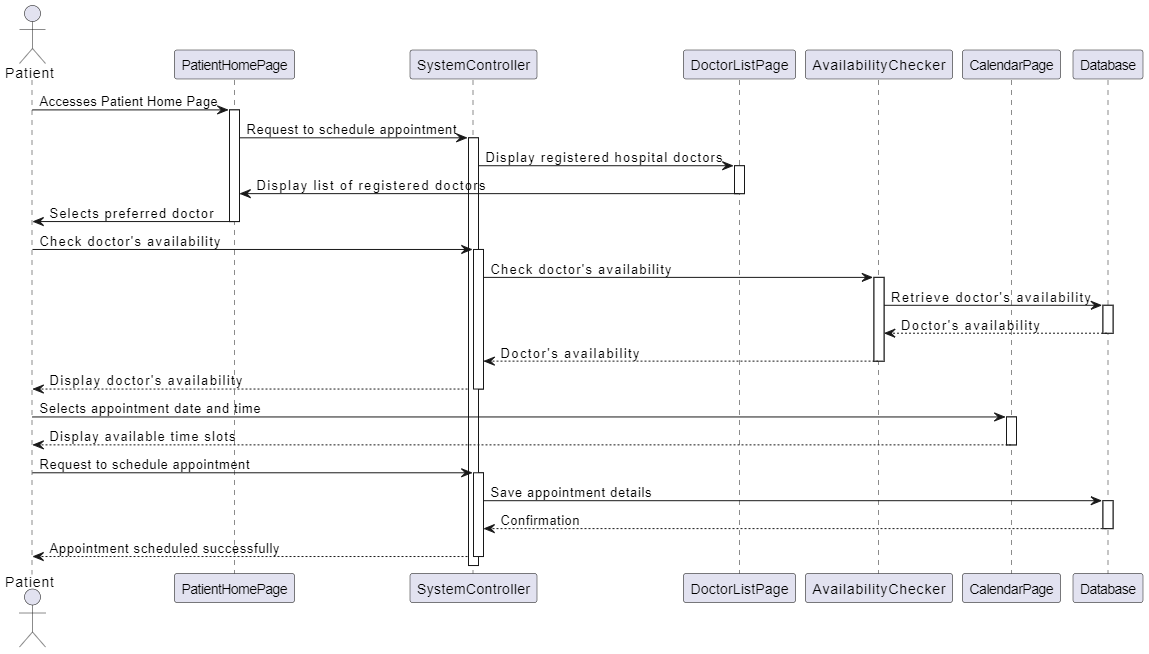 Patient
PatientHomePage
SystemController
DoctorListPage
AvailabilityChecker
CalendarPage
Database
Accesses Patient Home Page
Request to schedule appointment
Display registered hospital doctors
Display list of registered doctors
Selects preferred doctor
Check doctor's availability
Check doctor's availability
Retrieve doctor's availability
Doctor's availability
Doctor's availability
Display doctor's availability
Selects appointment date and time
Display available time slots
Request to schedule appointment
Save appointment details
Confirmation
Appointment scheduled successfully
Patient
PatientHomePage
SystemController
DoctorListPage
AvailabilityChecker
CalendarPage
Database